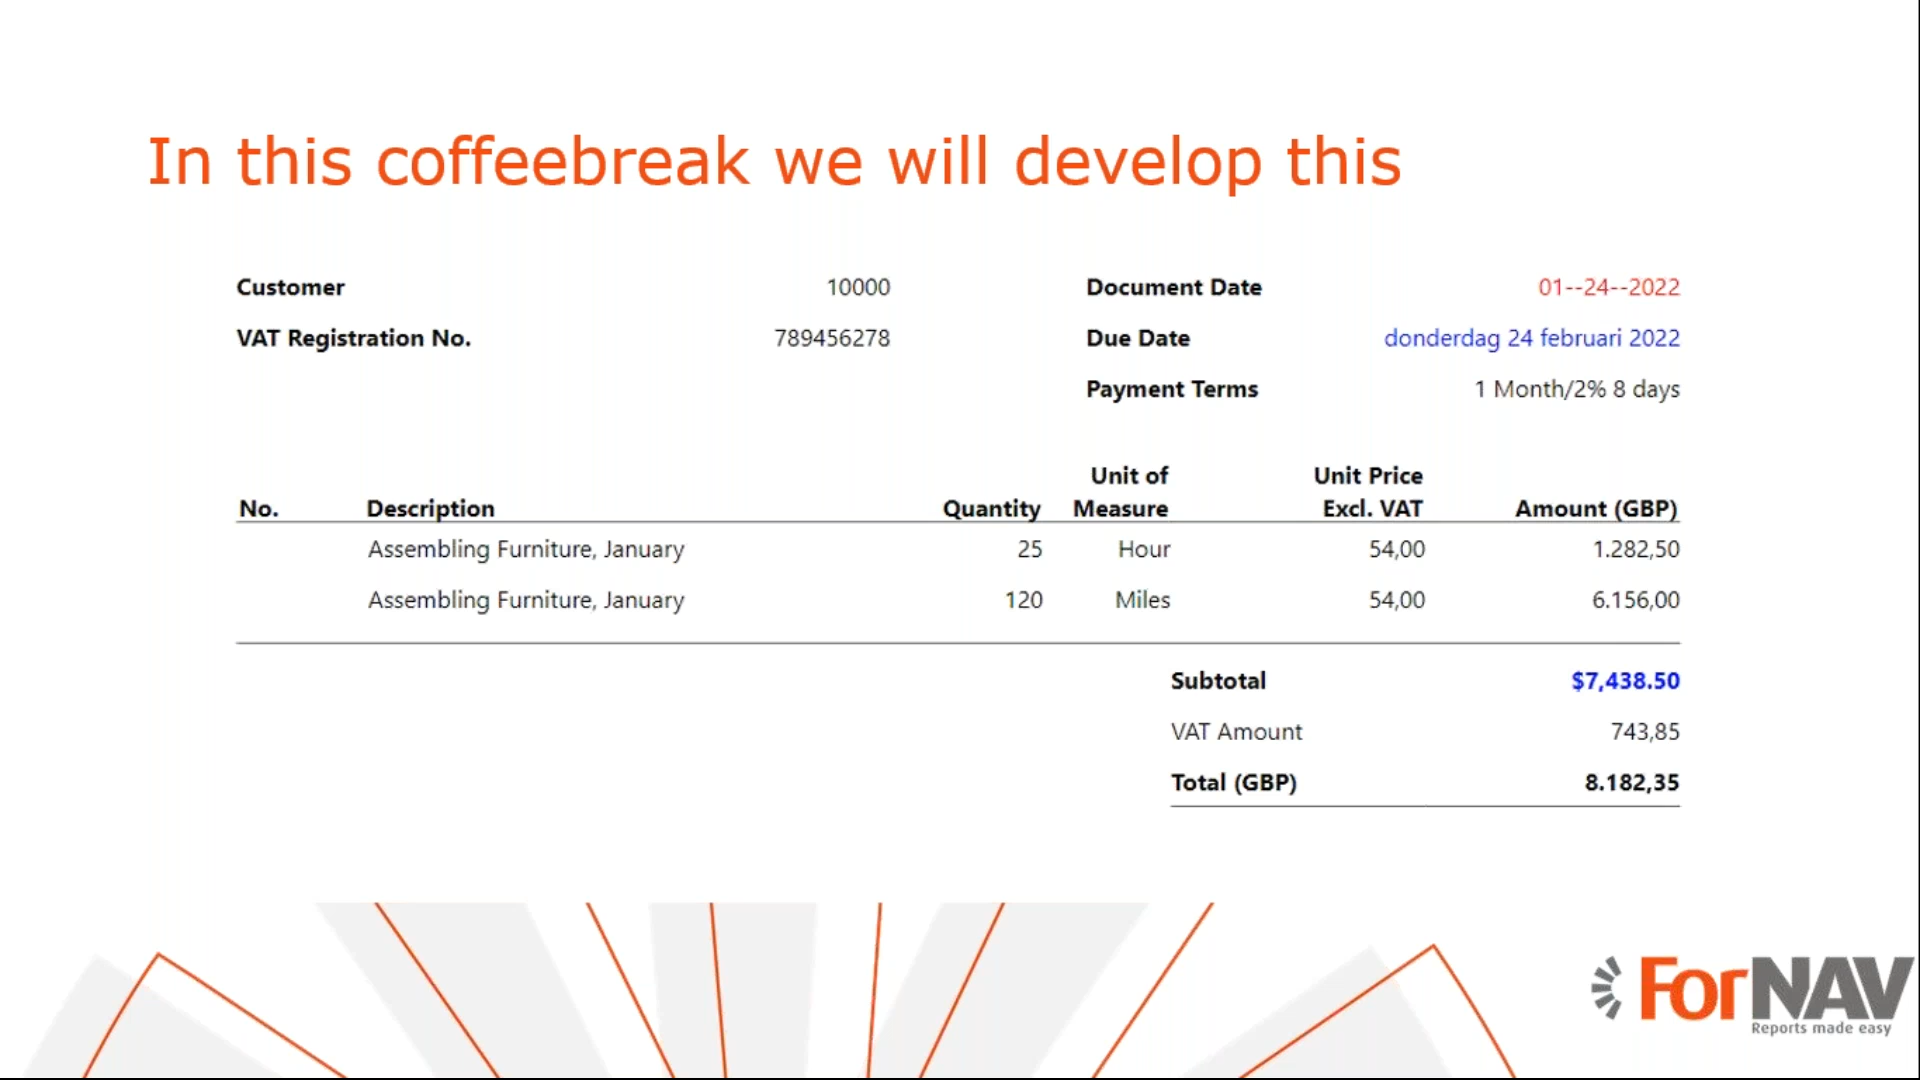 In this coffeebreak we will develop this
Customer 10000 Document Date 01--24--2022
VAT Registration No. 789456278 Due Date donderdag 24 februari 2022
Payment Terms 1 Month/2% 8 days
Unit of Unit Price
No. Description Quantity Measure Excl. VAT Amount (GBP)
Assembling Furniture, January 25 Hour 54,00 1.282,50
Assembling Furniture, January 120 Miles 54,00 6.156,00
Subtotal $7,438.50
VAT Amount 743,85
Total (GBP) 8.182,35
ForNAV
Reports made easy